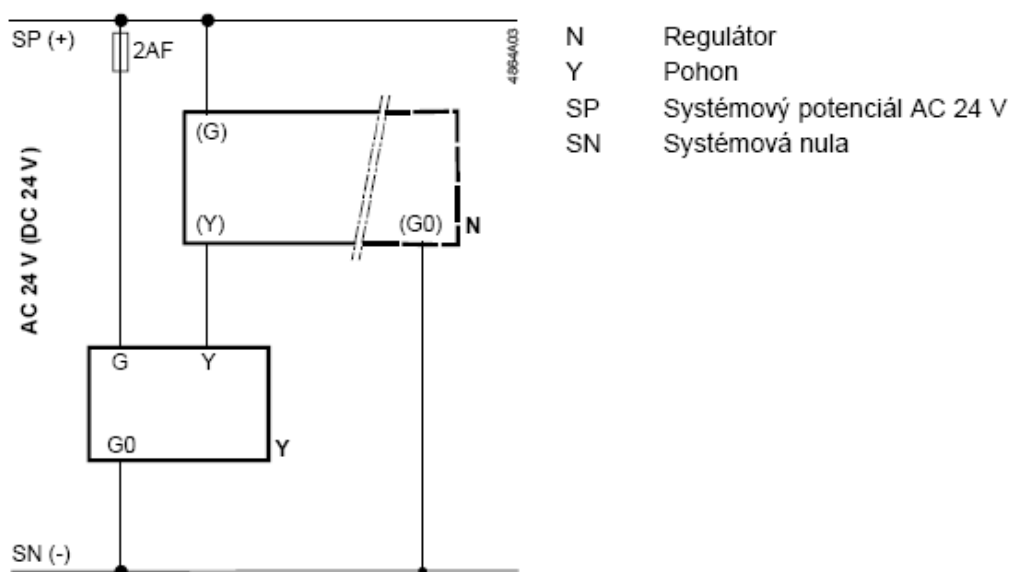 SP (+)
2AF
4864A03
N Regulátor
Y Pohon
SP Systémový potenciál AC 24 V
SN Systémová nula
(G)
(Y)
(G0)
N
AC 24 V (DC 24 V)
G
Y
G0
Y
SN (-)